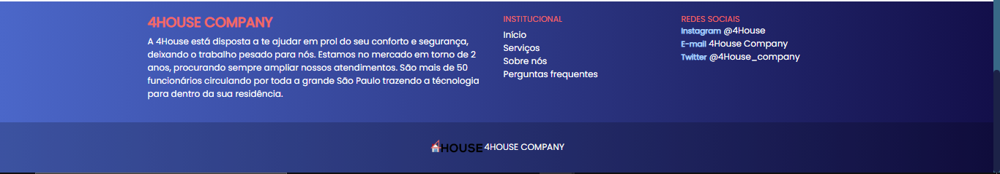 4HOUSE COMPANY
A 4House está disposta a te ajudar em prol do seu conforto e segurança,
deixando o trabalho pesado para nós. Estamos no mercado em torno de 2
anos, procurando sempre ampliar nossos atendimentos. São mais de 50
funcionários circulando por toda a grande São Paulo trazendo a técnologia
para dentro da sua residência.
INSTITUCIONAL
Início
Serviços
Sobre nós
Perguntas frequentes
REDES SOCIAIS
Instagram @4House
E-mail 4House Company
Twitter @4House_company
4HOUSE 4HOUSE COMPANY